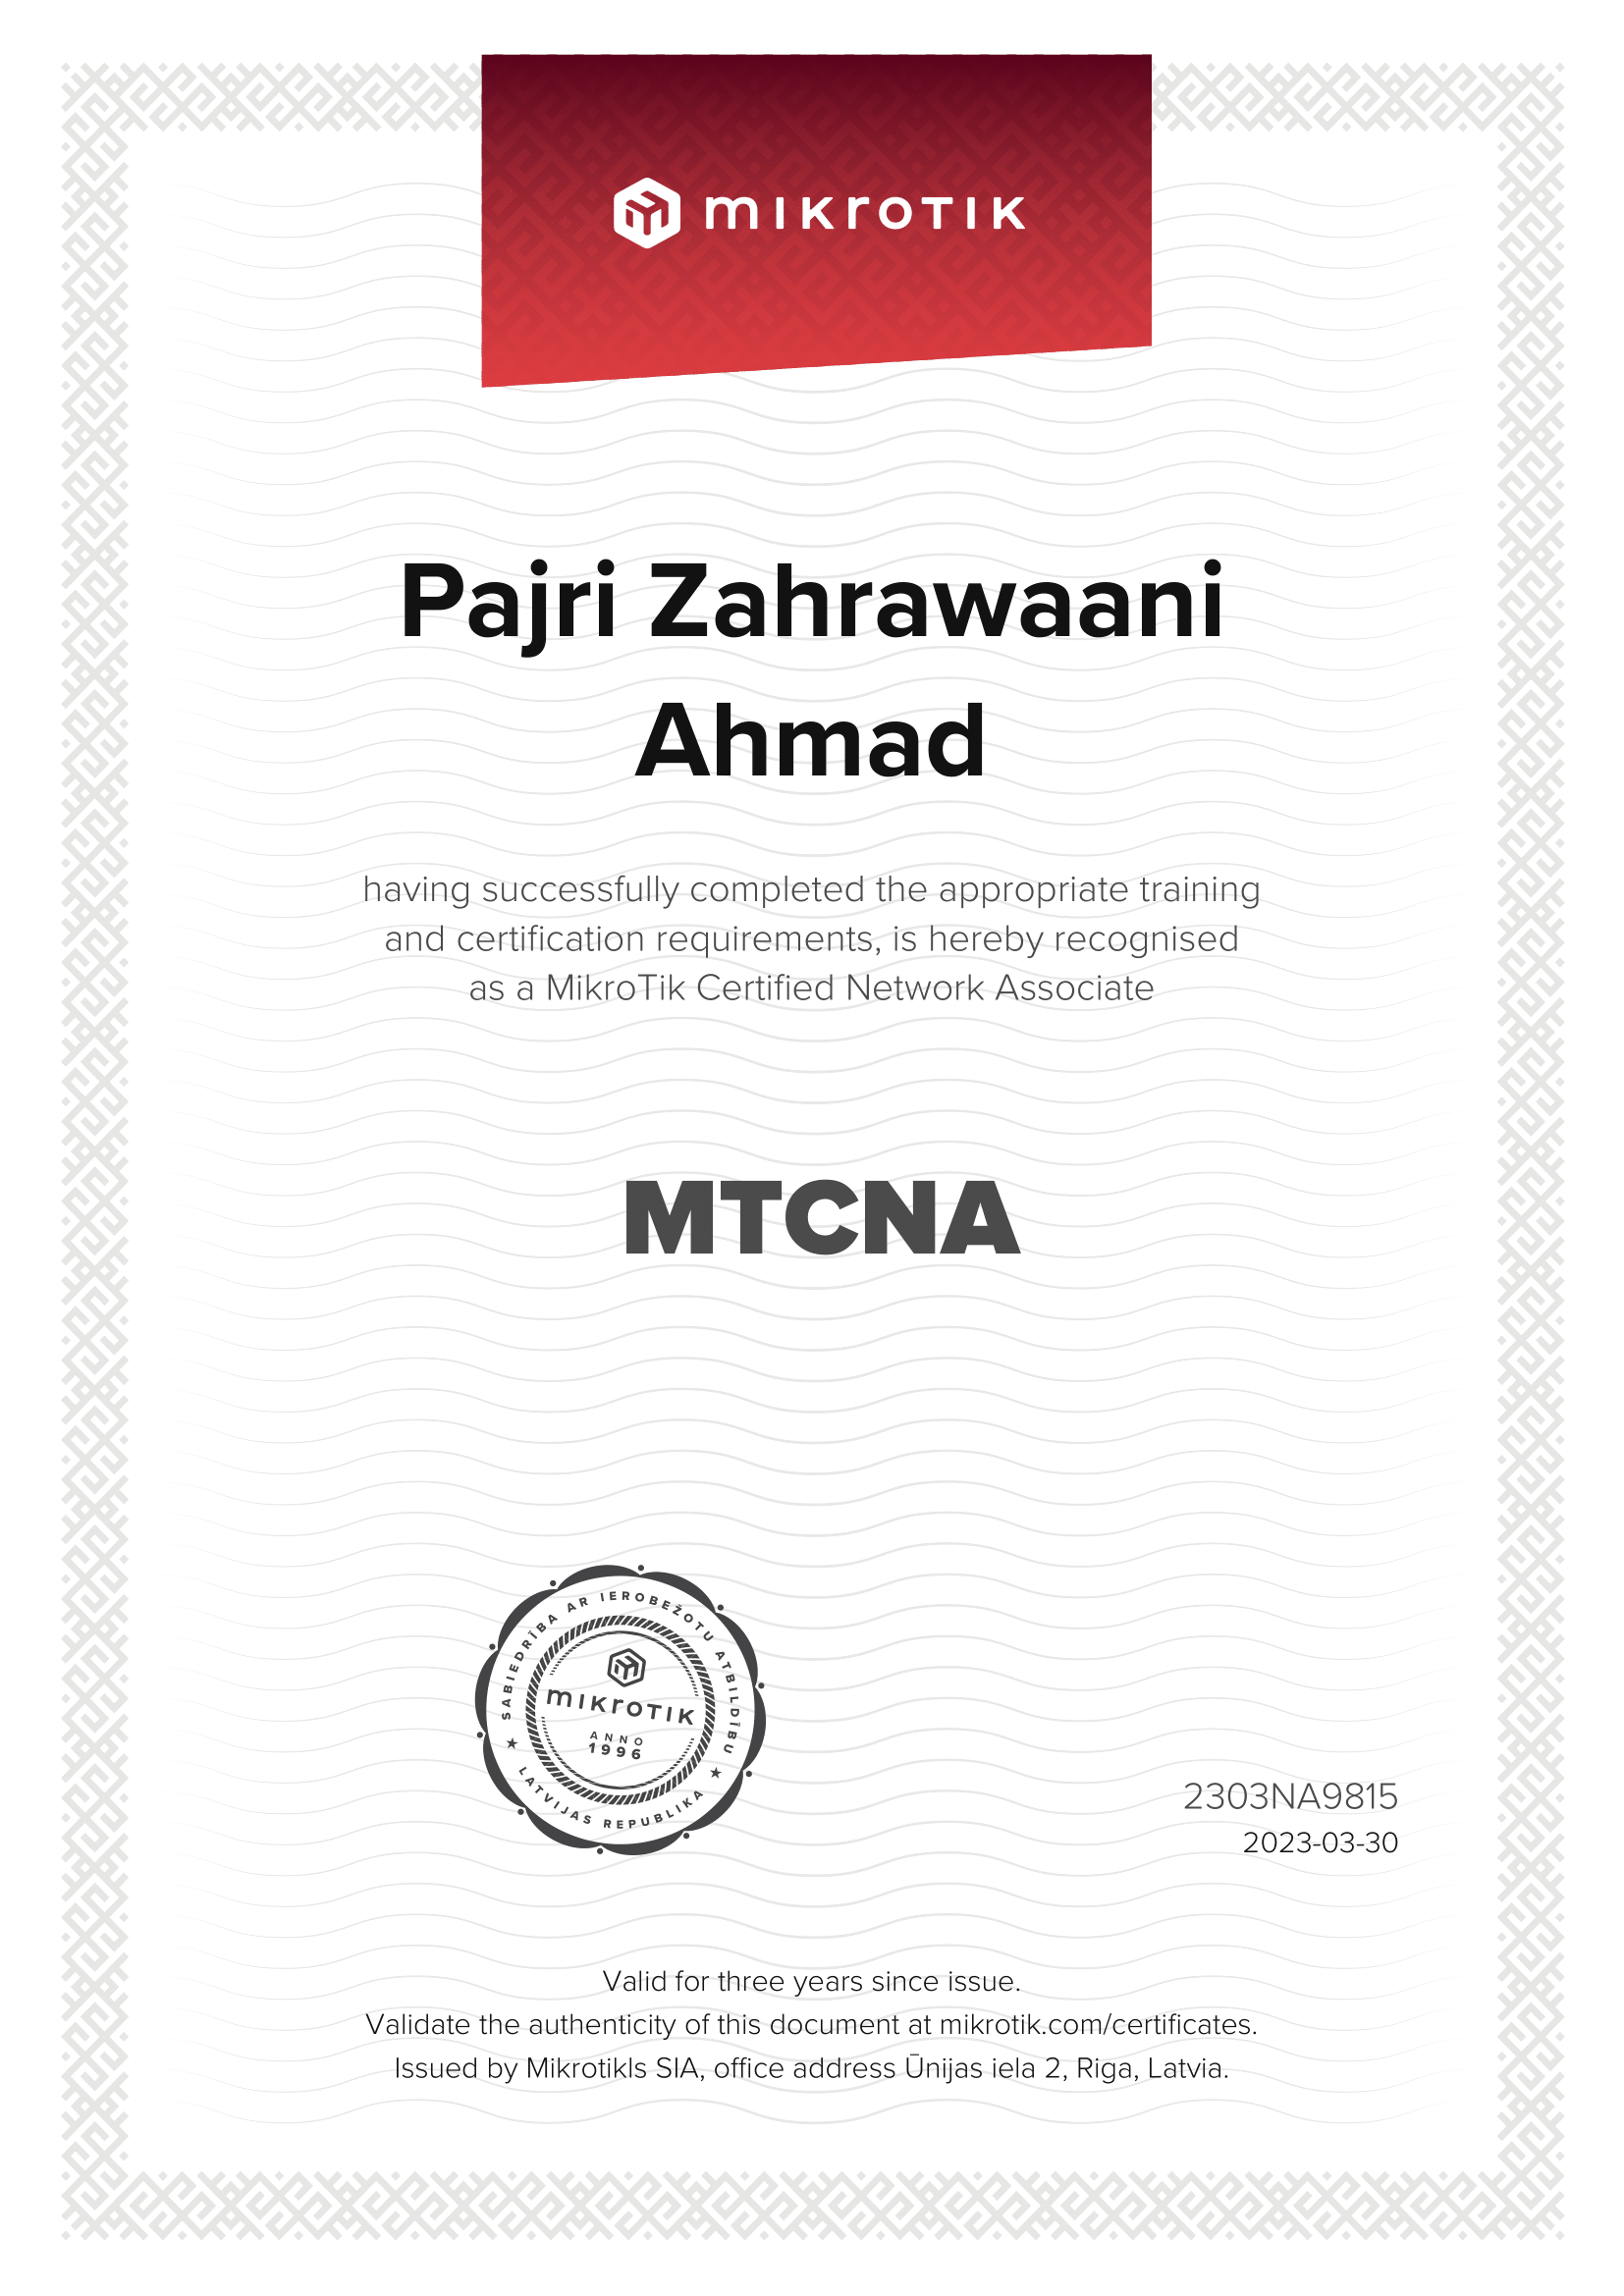 mikrotik
Pajri Zahrawaani
Ahmad
having successfully completed the appropriate training
and certification requirements, is hereby recognised
as a MikroTik Certified Network Associate
MTCNA
SABIEDRĪBA AR IEROBEŽOTU ATBILDĪBU
mikrotik
ANNO
1996
★ LATVIJAS REPUBLIKA ★
2303NA9815
2023-03-30
Valid for three years since issue.
Validate the authenticity of this document at mikrotik.com/certificates.
Issued by Mikrotikls SIA, office address Ūnijas iela 2, Riga, Latvia.